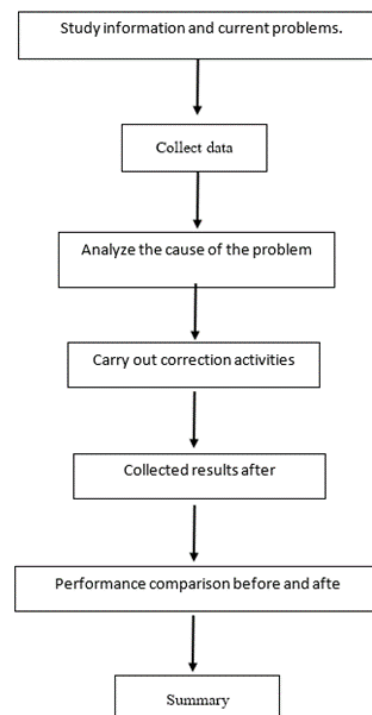 Study information and current problems.
Collect data
Analyze the cause of the problem
Carry out correction activities
Collected results after
Performance comparison before and afte
Summary